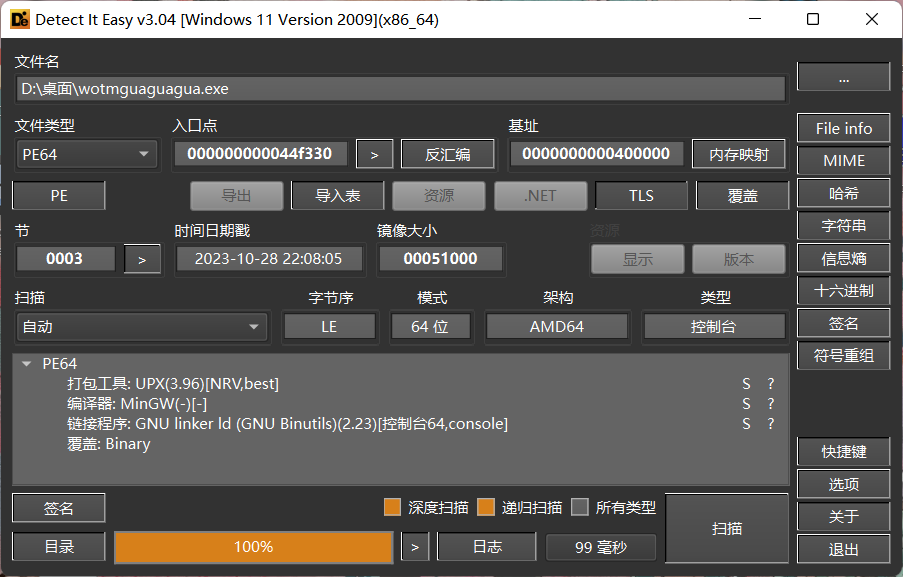 Detect It Easy v3.04 [Windows 11 Version 2009](x86_64)
文件名
D:\桌面\wotmguaguagua.exe
...
文件类型 入口点 基址
PE64 000000000044f330 > 反汇编 0000000000400000 内存映射
File info
MIME
PE 导出 导入表 资源 .NET TLS 覆盖
哈希
节 时间日期戳 镜像大小 资源
字符串
0003 > 2023-10-28 22:08:05 00051000 显示 版本
信息熵
扫描 字节序 模式 架构 类型
十六进制
自动 LE 64 位 AMD64 控制台
签名
符号重组
PE64
打包工具: UPX(3.96)[NRV,best] S ?
编译器: MinGW(-)[-] S ?
链接程序: GNU linker ld (GNU Binutils)(2.23)[控制台64,console] S ?
覆盖: Binary
快捷键
选项
签名 深度扫描 递归扫描 所有类型 扫描
关于
目录 100% > 日志 99 毫秒
退出